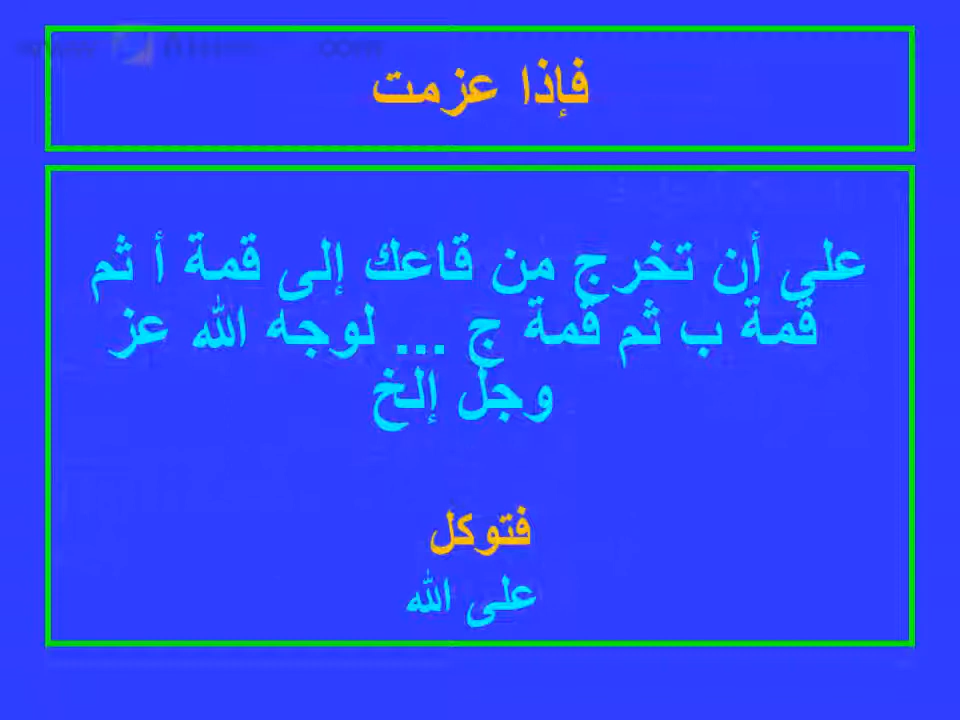 فإذا عزمت
على أن تخرج من قاعك إلى قمة أ ثم
قمة ب ثم قمة ج ... لوجه الله عز
وجل إلخ
فتوكل
على الله